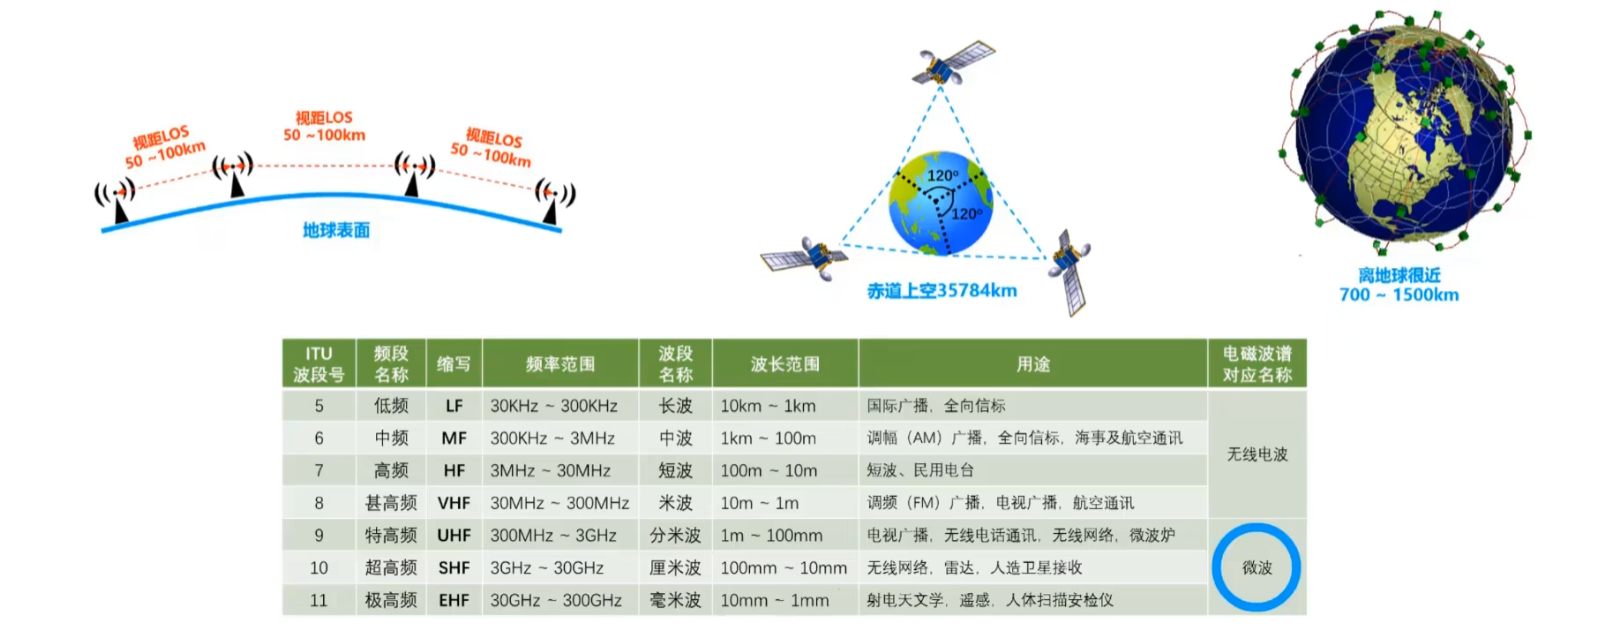 视距LOS
50 ~100km
视距LOS
50 ~100km
视距LOS
50 ~100km
地球表面
120°
120°
赤道上空35784km
离地球很近
700 ~ 1500km
ITU 波段号 频段名称 缩写 频率范围 波段名称 波长范围 用途 电磁波谱对应名称
5 低频 LF 30KHz ~ 300KHz 长波 10km ~ 1km 国际广播、全向信标
6 中频 MF 300KHz ~ 3MHz 中波 1km ~ 100m 调幅（AM）广播、全向信标、海事及航空通讯
7 高频 HF 3MHz ~ 30MHz 短波 100m ~ 10m 短波、民用电台
无线电波
8 甚高频 VHF 30MHz ~ 300MHz 米波 10m ~ 1m 调频（FM）广播、电视广播、航空通讯
9 特高频 UHF 300MHz ~ 3GHz 分米波 1m ~ 100mm 电视广播、无线电话通讯、无线网络、微波炉
10 超高频 SHF 3GHz ~ 30GHz 厘米波 100mm ~ 10mm 无线网络、雷达、人造卫星接收 微波
11 极高频 EHF 30GHz ~ 300GHz 毫米波 10mm ~ 1mm 射电天文学、遥感、人体扫描安检仪